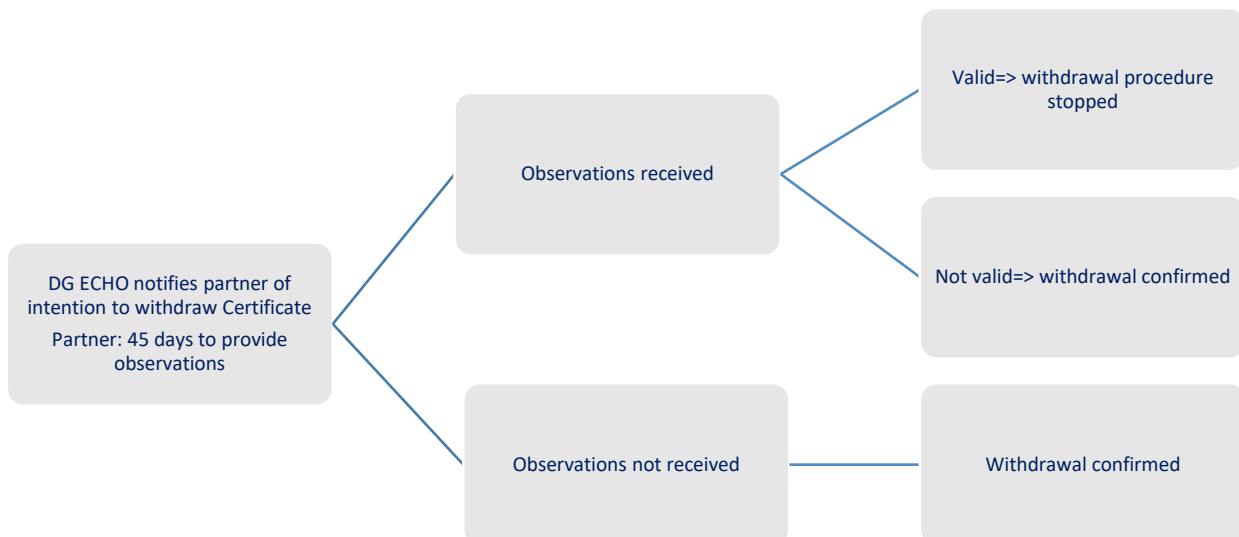 DG ECHO notifies partner of
intention to withdraw Certificate
Partner: 45 days to provide
observations
Observations received
Valid=> withdrawal procedure
stopped
Not valid=> withdrawal confirmed
Observations not received
Withdrawal confirmed